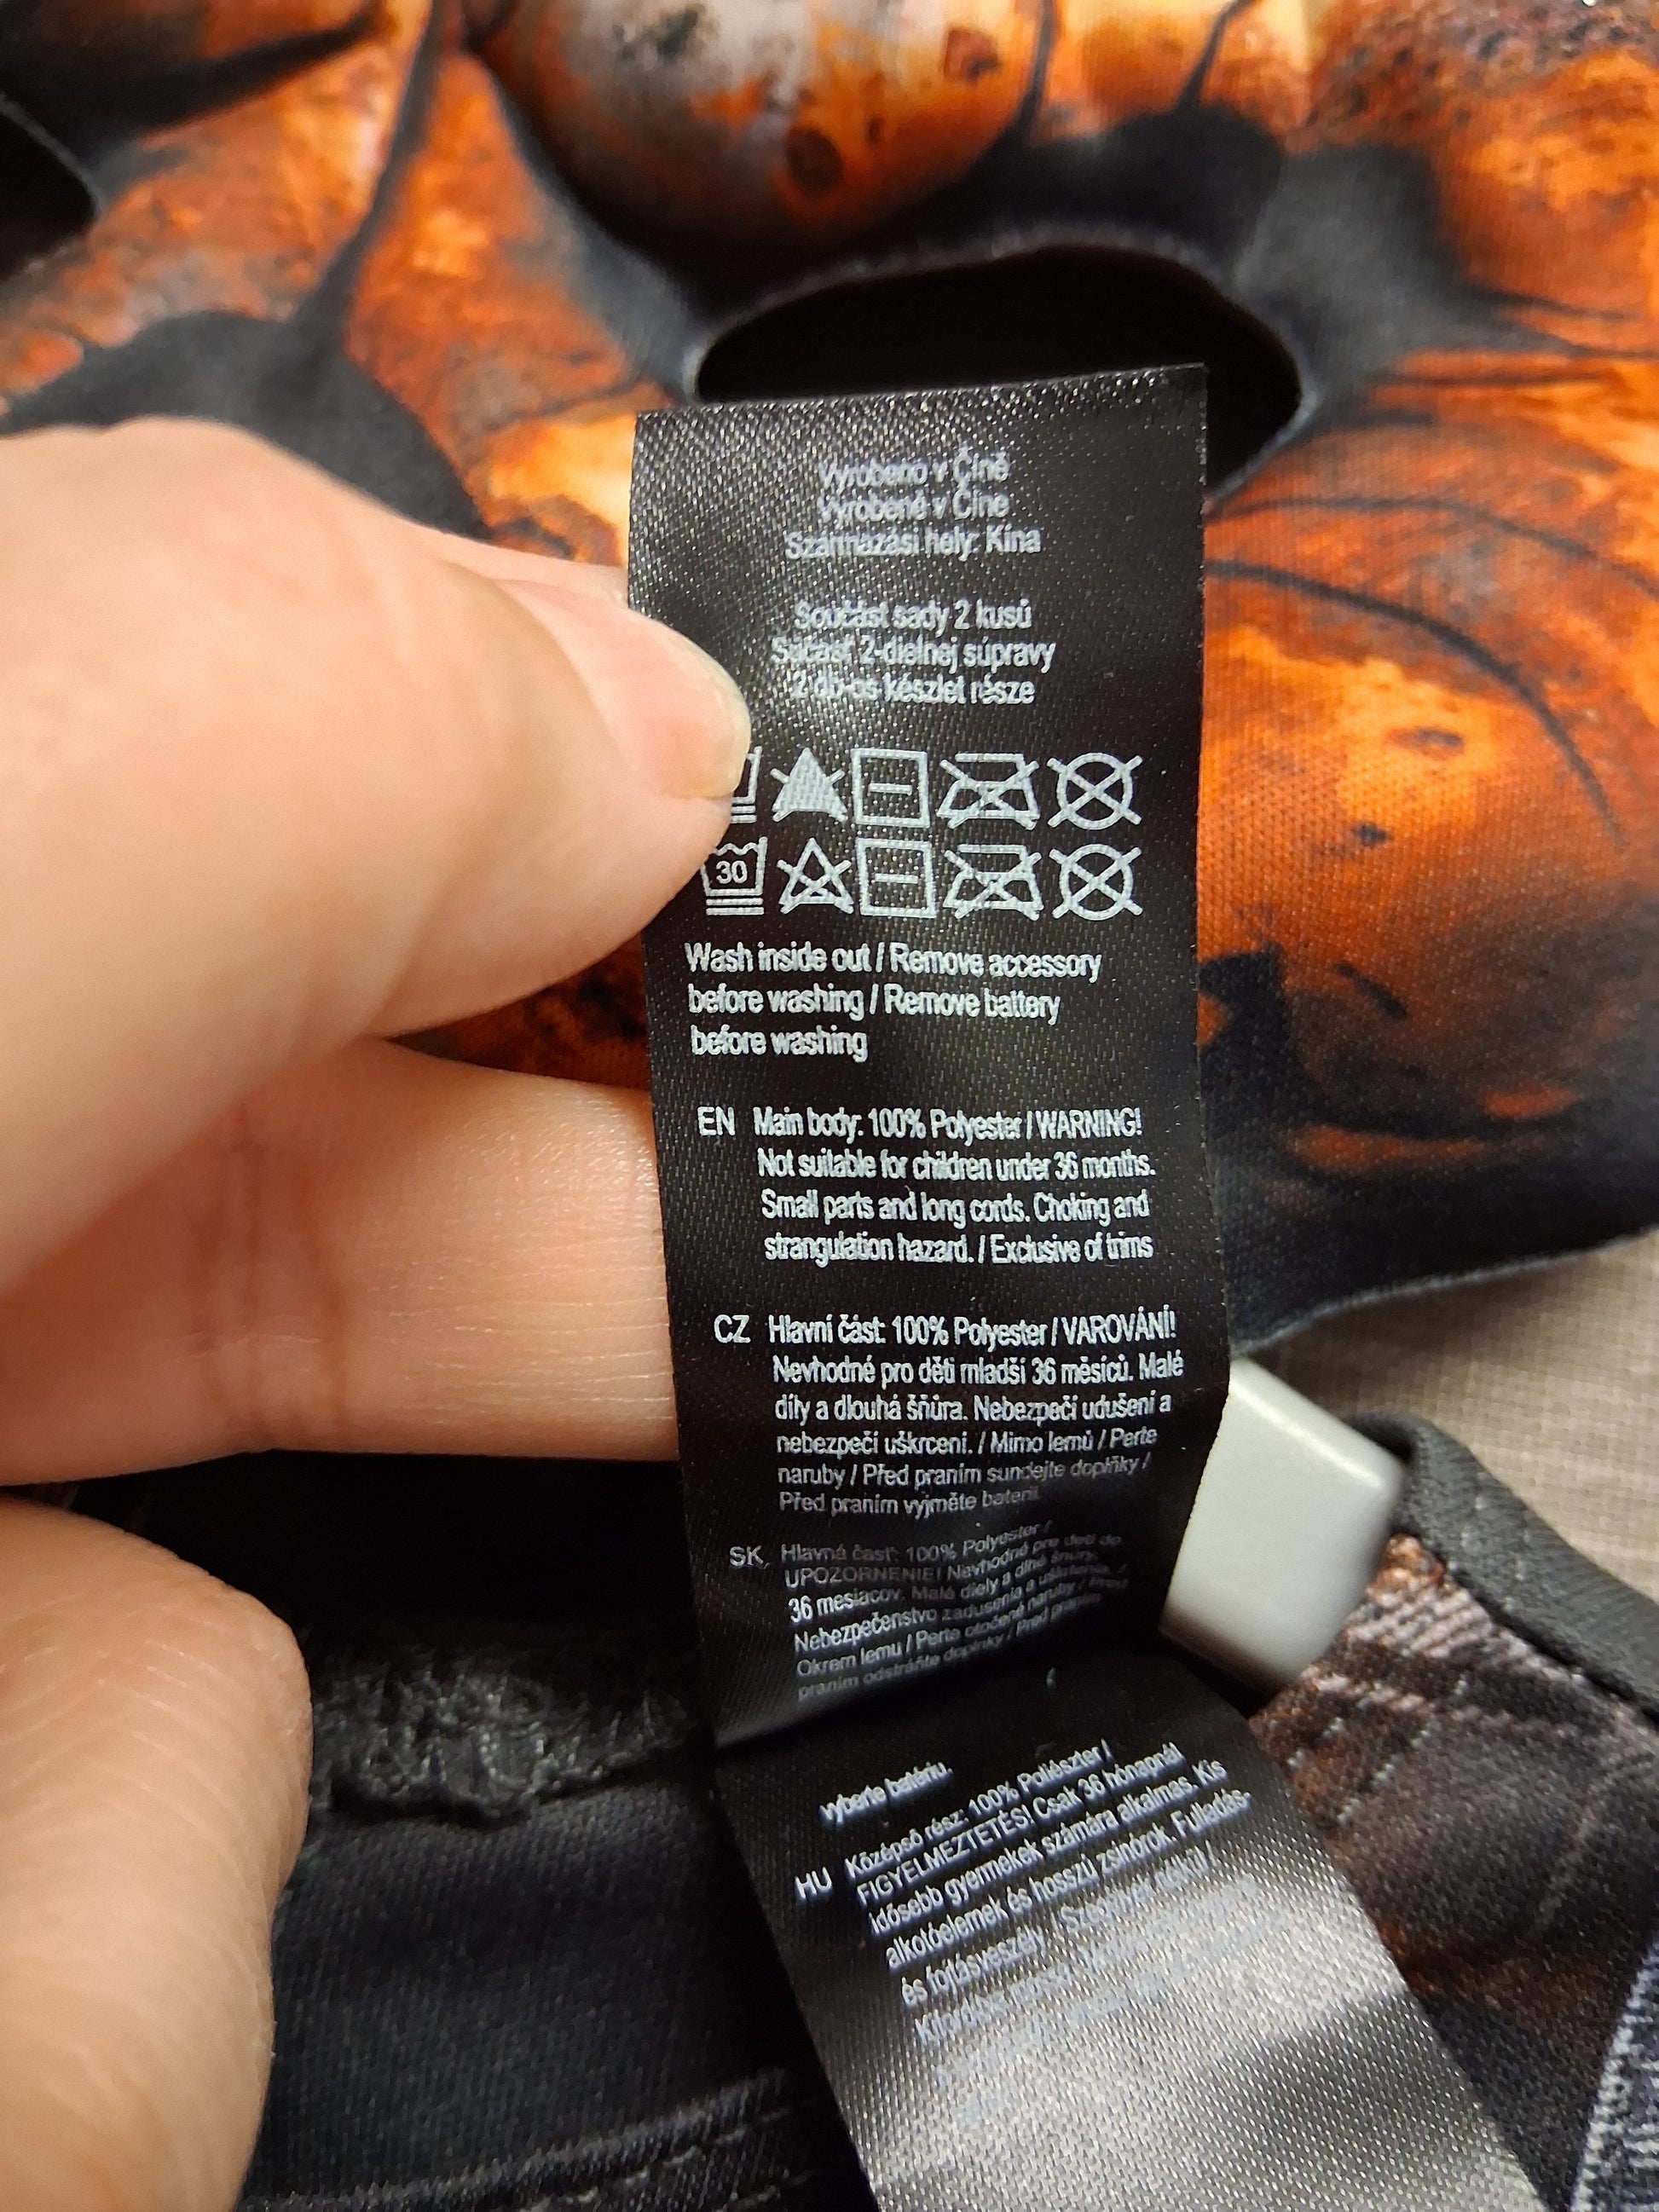 Vyrobeno v Číně
Vyrobené v Číne
Származási hely: Kína
Součást sady 2 kusů
Súčasť 2-dielnej súpravy
2 db-os készlet része
30
Wash inside out / Remove accessory
before washing / Remove battery
before washing
EN Main body: 100% Polyester / WARNING!
Not suitable for children under 36 months.
Small parts and long cords. Choking and
strangulation hazard. / Exclusive of trims
CZ Hlavní část: 100% Polyester / VAROVÁNÍ!
Nevhodné pro děti mladší 36 měsíců. Malé
díly a dlouhá šňůra. Nebezpečí udušení a
nebezpečí uškrcení. / Mimo lemů / Perte
naruby / Před praním sundejte doplňky /
Před praním vyjměte baterii.
SK Hlavná časť: 100% Polyester /
UPOZORNENIE! Nevhodné pre deti do
36 mesiacov. Malé diely a dlhé šnúry.
Nebezpečenstvo zadusenia a uškrtenia. /
Okrem lemu / Perte otočené naruby / Pred
praním odstráňte doplnky / Pred praním
vyberte batériu.
HU Középső rész: 100% Poliészter /
FIGYELMEZTETÉS! Csak 36 hónapnál
idősebb gyermekek számára alkalmas. Kis
alkotóelemek és hosszú zsinórok. Fulladás-
és fojtásveszély. / Szegélyek nélkül /